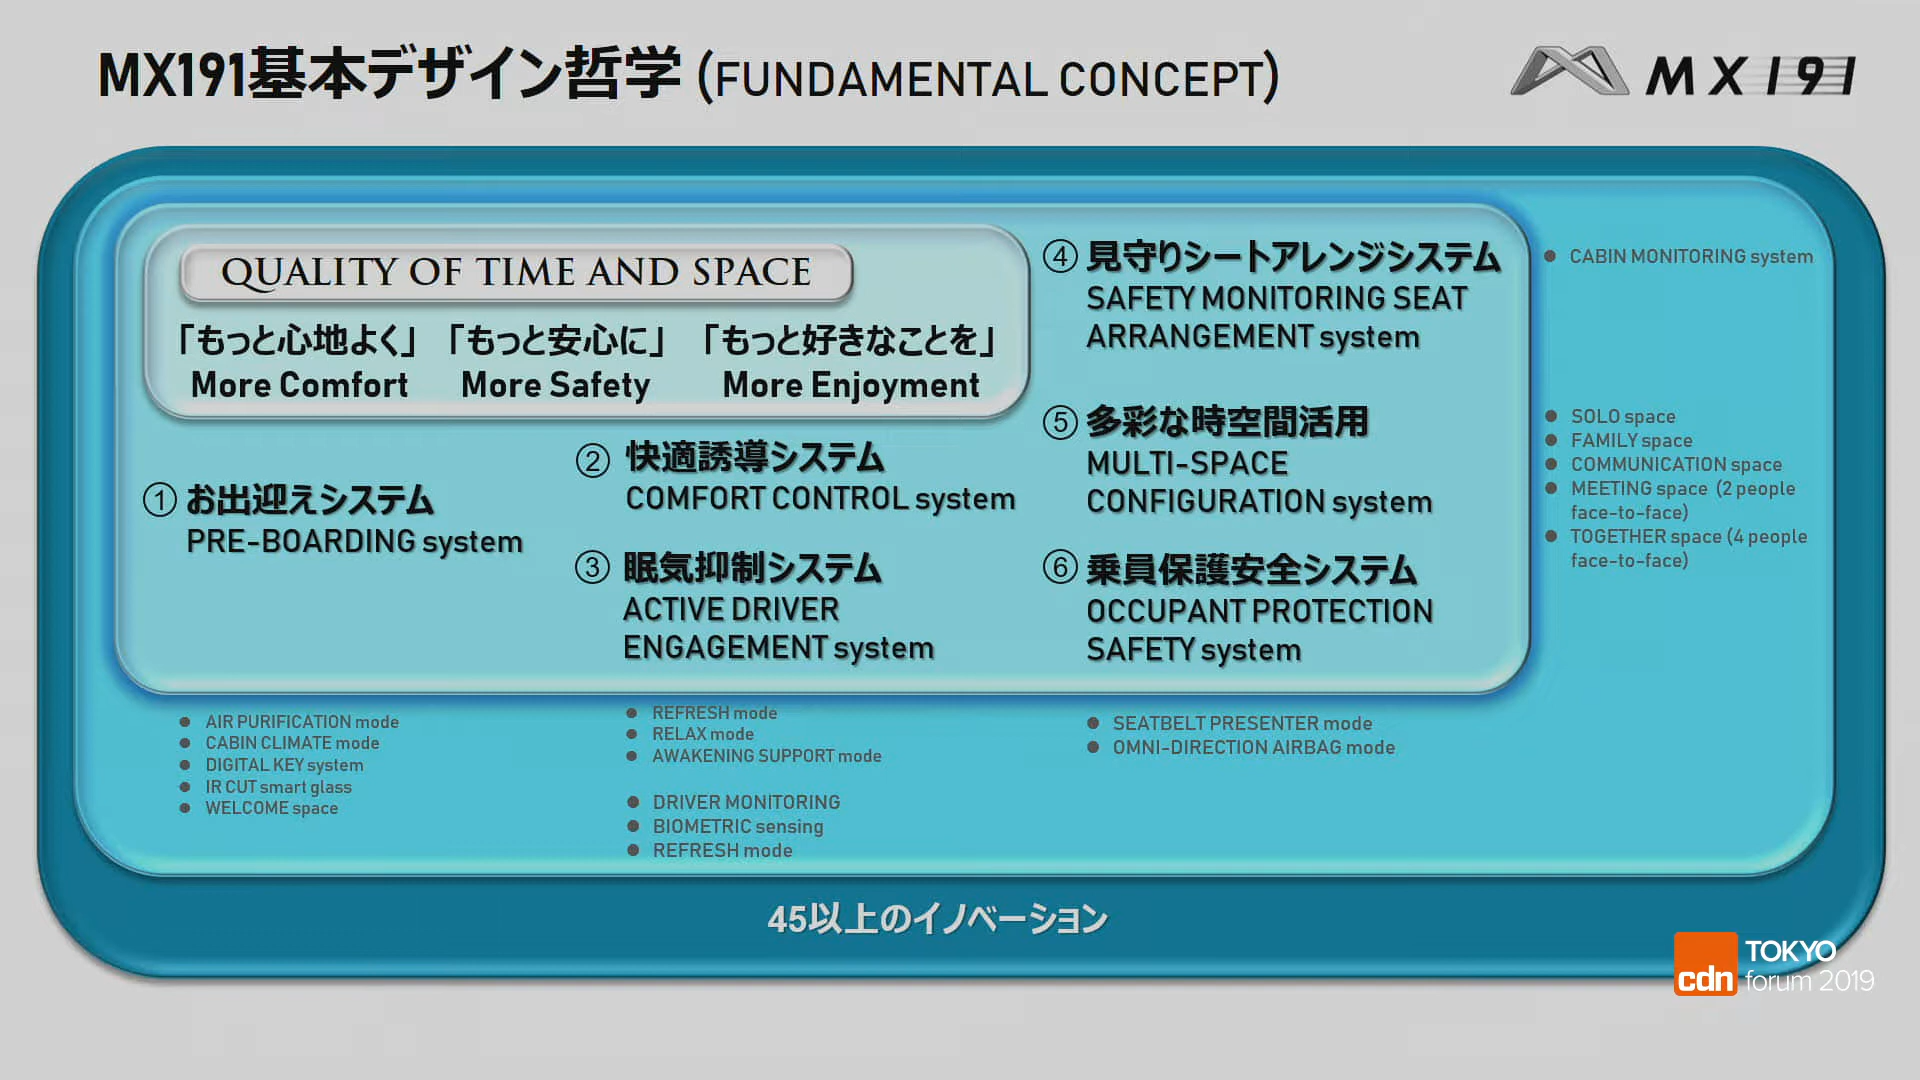 MX191基本デザイン哲学 (FUNDAMENTAL CONCEPT)
MX191
QUALITY OF TIME AND SPACE
「もっと心地よく」 「もっと安心に」 「もっと好きなことを」
More Comfort More Safety More Enjoyment
① お出迎えシステム
PRE-BOARDING system
② 快適誘導システム
COMFORT CONTROL system
③ 眠気抑制システム
ACTIVE DRIVER
ENGAGEMENT system
④ 見守りシートアレンジシステム
SAFETY MONITORING SEAT
ARRANGEMENT system
⑤ 多彩な時空間活用
MULTI-SPACE
CONFIGURATION system
⑥ 乗員保護安全システム
OCCUPANT PROTECTION
SAFETY system
● CABIN MONITORING system
● SOLO space
● FAMILY space
● COMMUNICATION space
● MEETING space (2 people
face-to-face)
● TOGETHER space (4 people
face-to-face)
● AIR PURIFICATION mode
● CABIN CLIMATE mode
● DIGITAL KEY system
● IR CUT smart glass
● WELCOME space
● REFRESH mode
● RELAX mode
● AWAKENING SUPPORT mode
● DRIVER MONITORING
● BIOMETRIC sensing
● REFRESH mode
● SEATBELT PRESENTER mode
● OMNI-DIRECTION AIRBAG mode
45以上のイノベーション
cdn TOKYO
forum 2019